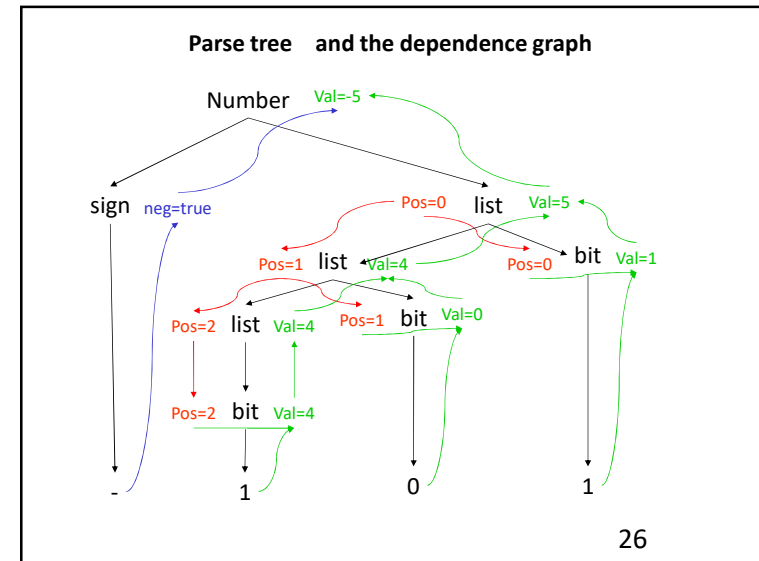 Parse tree and the dependence graph
Number Val=-5
sign neg=true Pos=0 list Val=5
Pos=1 list Val=4 Pos=0 bit Val=1
Pos=2 list Val=4 Pos=1 bit Val=0
Pos=2 bit Val=4
- 1 0 1
26